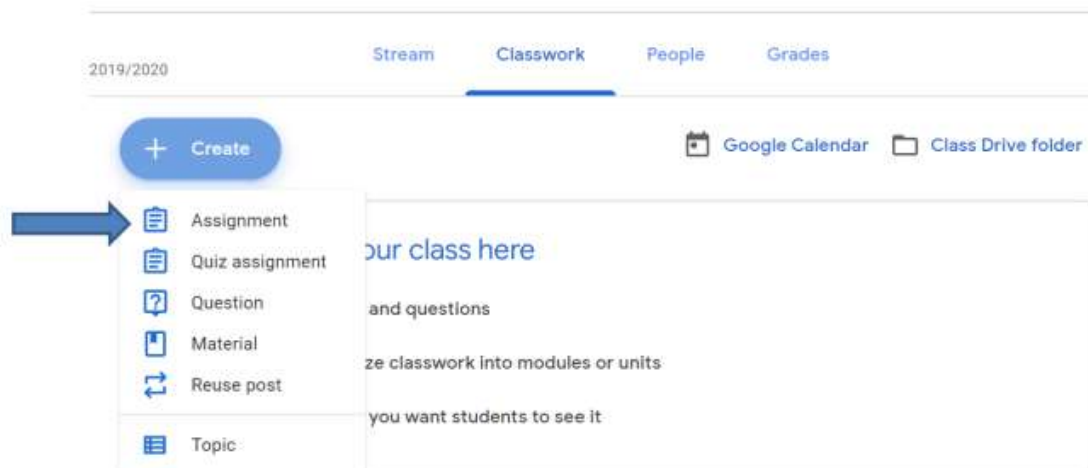 Stream Classwork People Grades
2019/2020
Create
Google Calendar Class Drive folder
Assignment
Quiz assignment
our class here
Question
and questions
Material
ze classwork into modules or units
Reuse post
you want students to see it
Topic